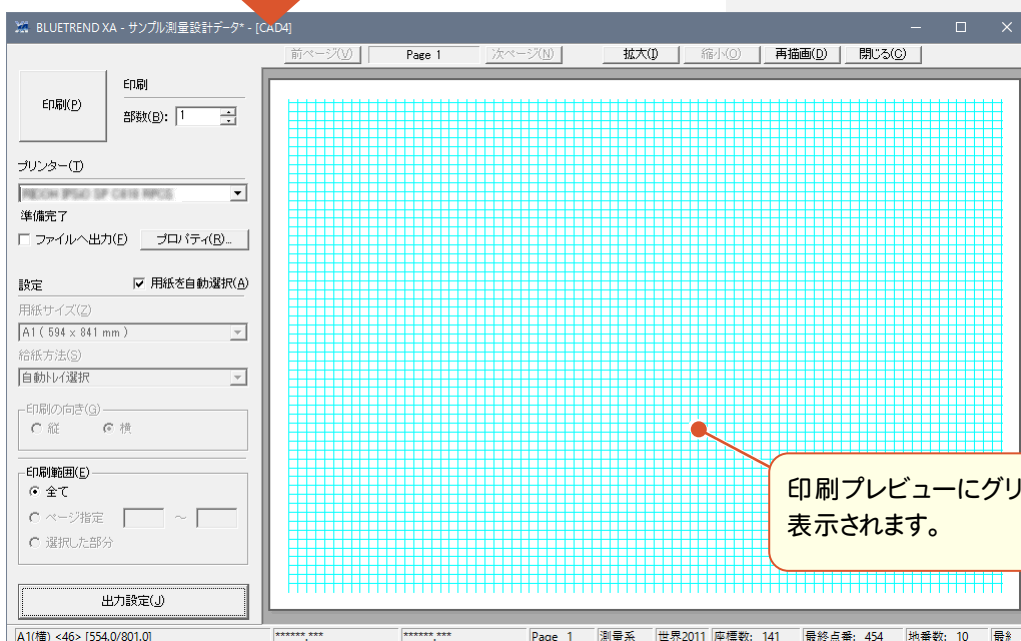 BLUETREND XA - サンプル測量設計データ* - [CAD4]
前ページ(V) Page 1 次ページ(N) 拡大(I) 縮小(O) 再描画(D) 閉じる(C)
印刷(P)
印刷
部数(B): 1
プリンター(T)
準備完了
ファイルへ出力(F) プロパティ(R)...
設定 用紙を自動選択(A)
用紙サイズ(Z)
A1 ( 594 x 841 mm )
給紙方法(S)
自動トレイ選択
印刷の向き(G)
縦 横
印刷範囲(E)
全て
ページ指定 ~
選択した部分
出力設定(J)
印刷プレビューにグリ
表示されます。
A1(横) <46> [554.0/801.0] ******.*** ******.*** Page 1 測量系 世界2011 座標数: 141 最終点番: 454 地番数: 10 最終